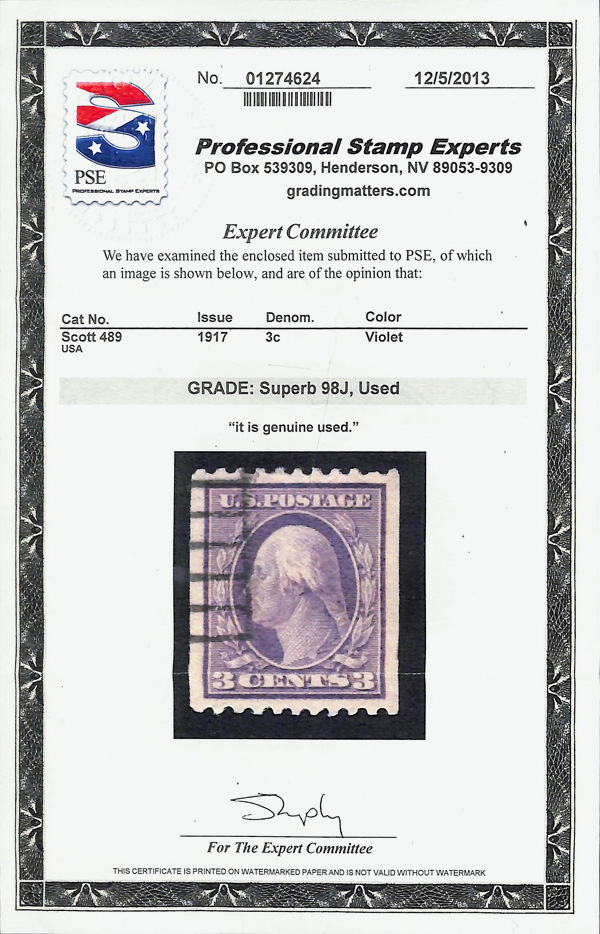 No. 01274624 12/5/2013
PSE
PROFESSIONAL STAMP EXPERTS
Professional Stamp Experts
PO Box 539309, Henderson, NV 89053-9309
gradingmatters.com
Expert Committee
We have examined the enclosed item submitted to PSE, of which
an image is shown below, and are of the opinion that:
Cat No. Issue Denom. Color
Scott 489 1917 3c Violet
USA
GRADE: Superb 98J, Used
“it is genuine used.”
U.S. POSTAGE
3 CENTS 3
For The Expert Committee
THIS CERTIFICATE IS PRINTED ON WATERMARKED PAPER AND IS NOT VALID WITHOUT WATERMARK